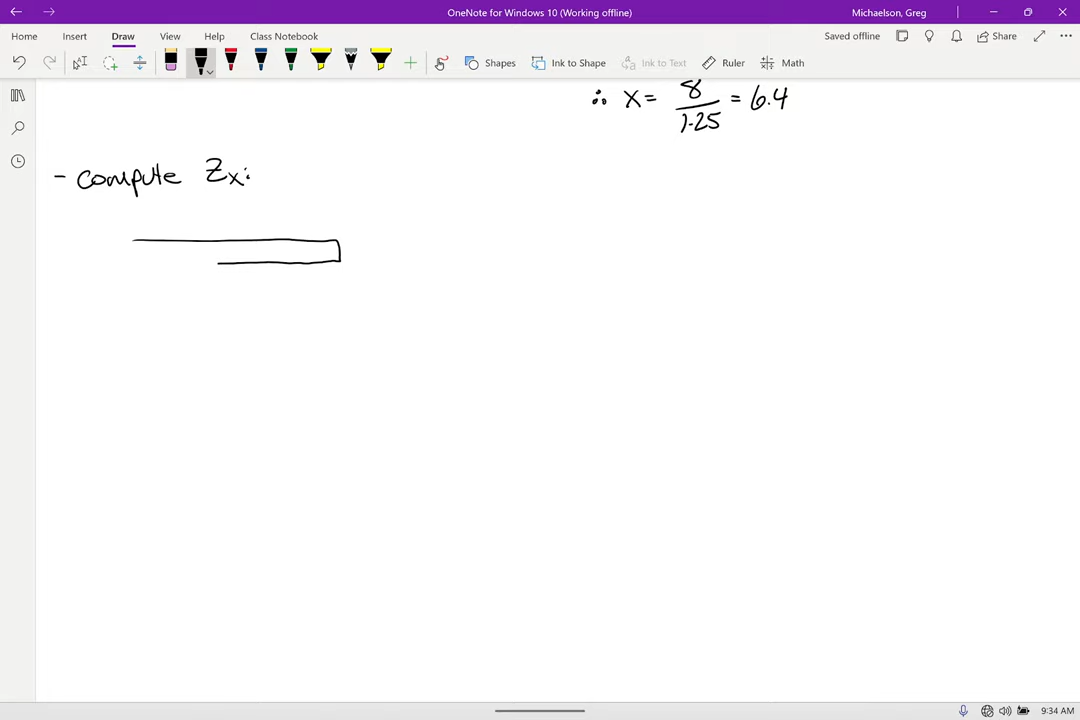 OneNote for Windows 10 (Working offline)
Michaelson, Greg
Home Insert Draw View Help Class Notebook
Saved offline
Share
Shapes Ink to Shape Ink to Text Ruler Math
∴ x = 8/1.25 = 6.4
- compute Zx:
9:34 AM